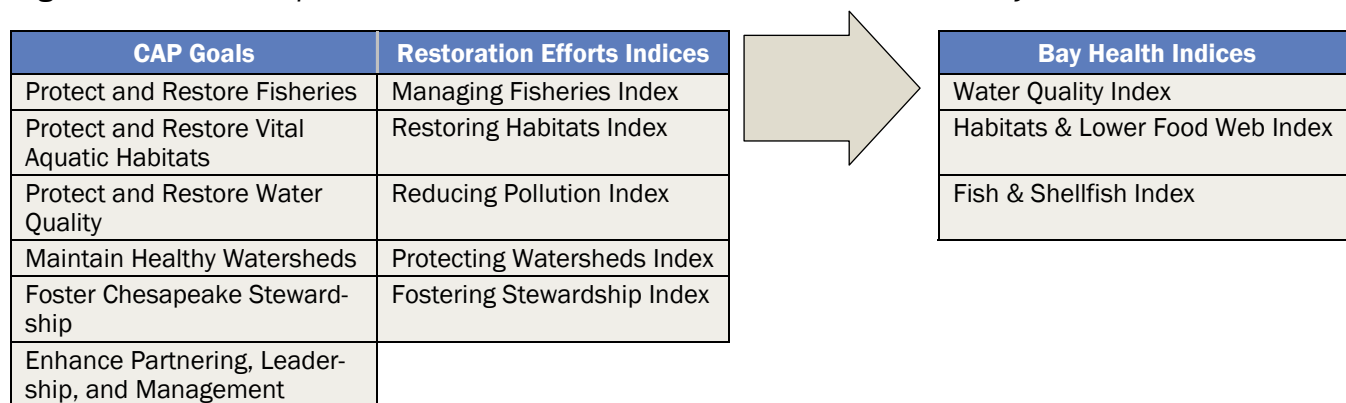 CAP Goals
Restoration Efforts Indices
Protect and Restore Fisheries
Managing Fisheries Index
Protect and Restore Vital
Aquatic Habitats
Restoring Habitats Index
Protect and Restore Water
Quality
Reducing Pollution Index
Maintain Healthy Watersheds
Protecting Watersheds Index
Foster Chesapeake Steward-
ship
Fostering Stewardship Index
Enhance Partnering, Leader-
ship, and Management
Bay Health Indices
Water Quality Index
Habitats & Lower Food Web Index
Fish & Shellfish Index